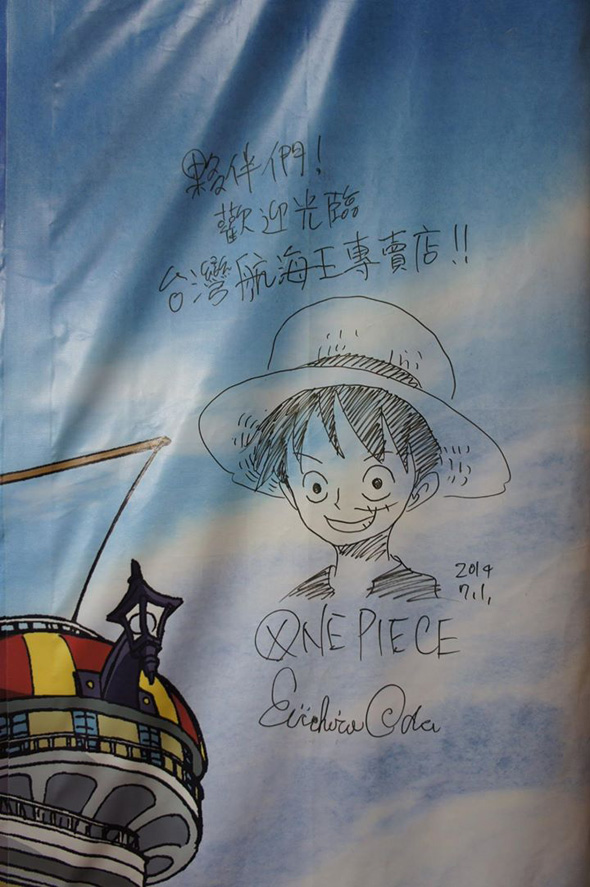 夥伴們!
歡迎光臨
台灣航海王專賣店!!
2014
7.1,
ONE PIECE
Eiichiro Oda